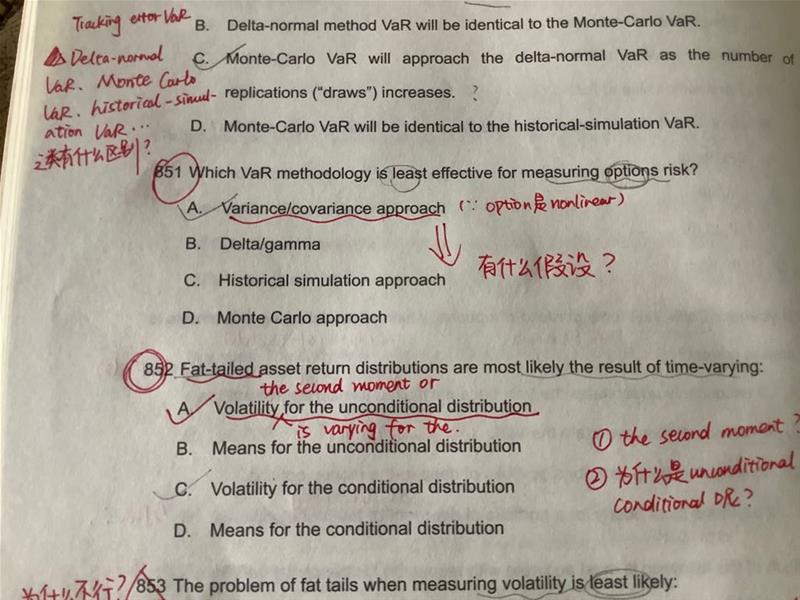 Tracking error VaR
B. Delta-normal method VaR will be identical to the Monte-Carlo VaR.
C. Monte-Carlo VaR will approach the delta-normal VaR as the number of
replications (“draws”) increases. ?
D. Monte-Carlo VaR will be identical to the historical-simulation VaR.
Delta-normal
VaR、Monte Carlo
VaR、historical-simul-
ation VaR...
之类有什么区别?
851 Which VaR methodology is least effective for measuring options risk?
A. Variance/covariance approach (∵ option是nonlinear)
B. Delta/gamma
有什么假设?
C. Historical simulation approach
D. Monte Carlo approach
852 Fat-tailed asset return distributions are most likely the result of time-varying:
the second moment or
A. Volatility for the unconditional distribution
is varying for the.
B. Means for the unconditional distribution
C. Volatility for the conditional distribution
D. Means for the conditional distribution
① the second moment?
② 为什么是unconditional
conditional
为什么不行?
853 The problem of fat tails when measuring volatility is least likely: